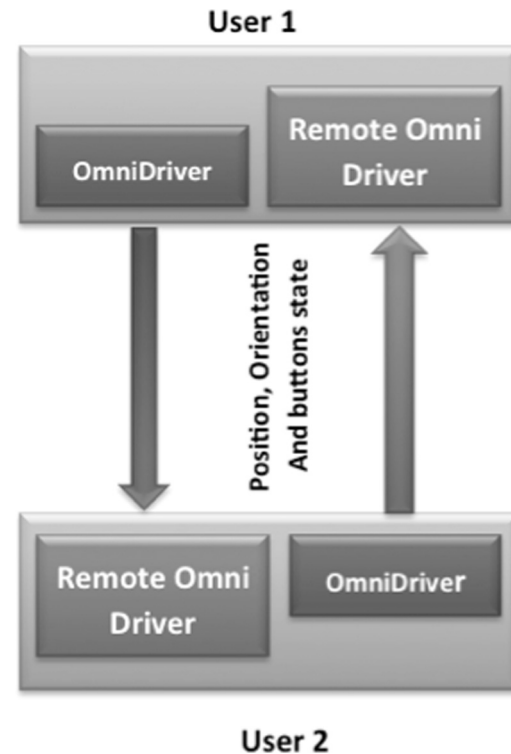 User 1
OmniDriver
Remote Omni
Driver
Position, Orientation
And buttons state
Remote Omni
Driver
OmniDriver
User 2